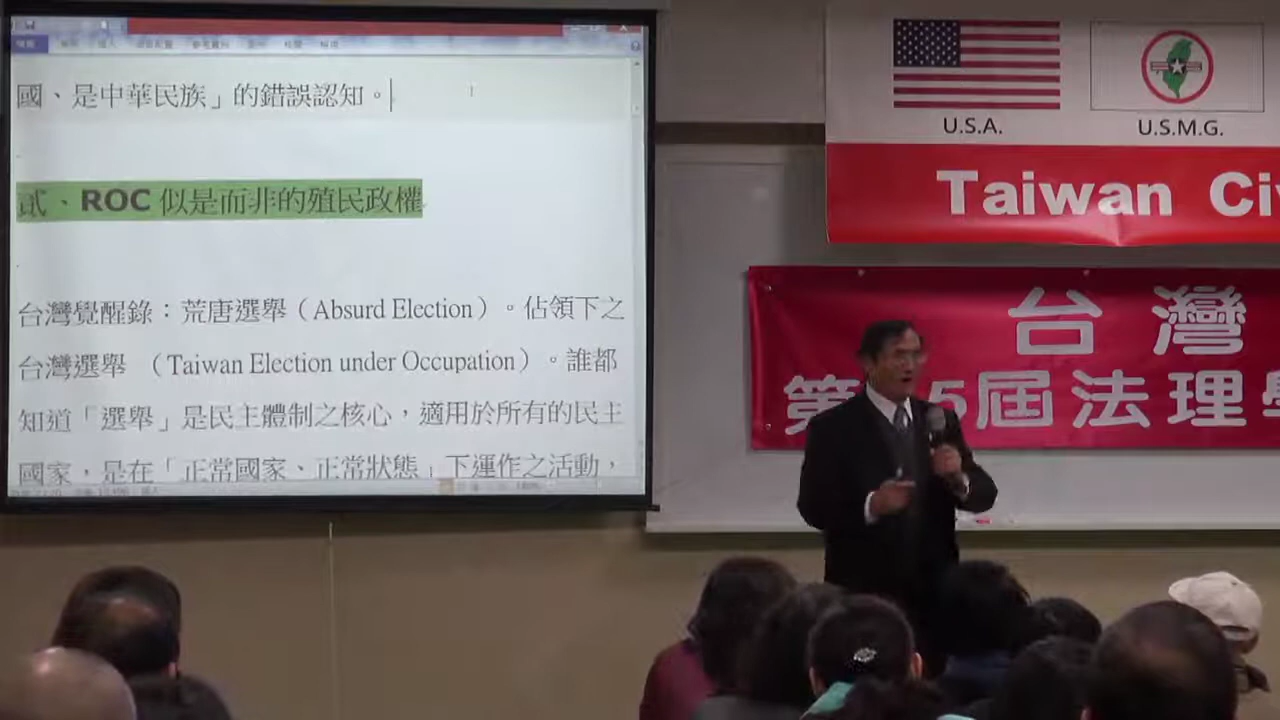 國、是中華民族」的錯誤認知。
貳、ROC 似是而非的殖民政權
台灣覺醒錄：荒唐選舉（Absurd Election）。佔領下之
台灣選舉 （Taiwan Election under Occupation）。誰都
知道「選舉」是民主體制之核心，適用於所有的民主
國家，是在「正常國家、正常狀態」下運作之活動，
U.S.A.
U.S.M.G.
Taiwan Ci
台灣
第 5屆法理